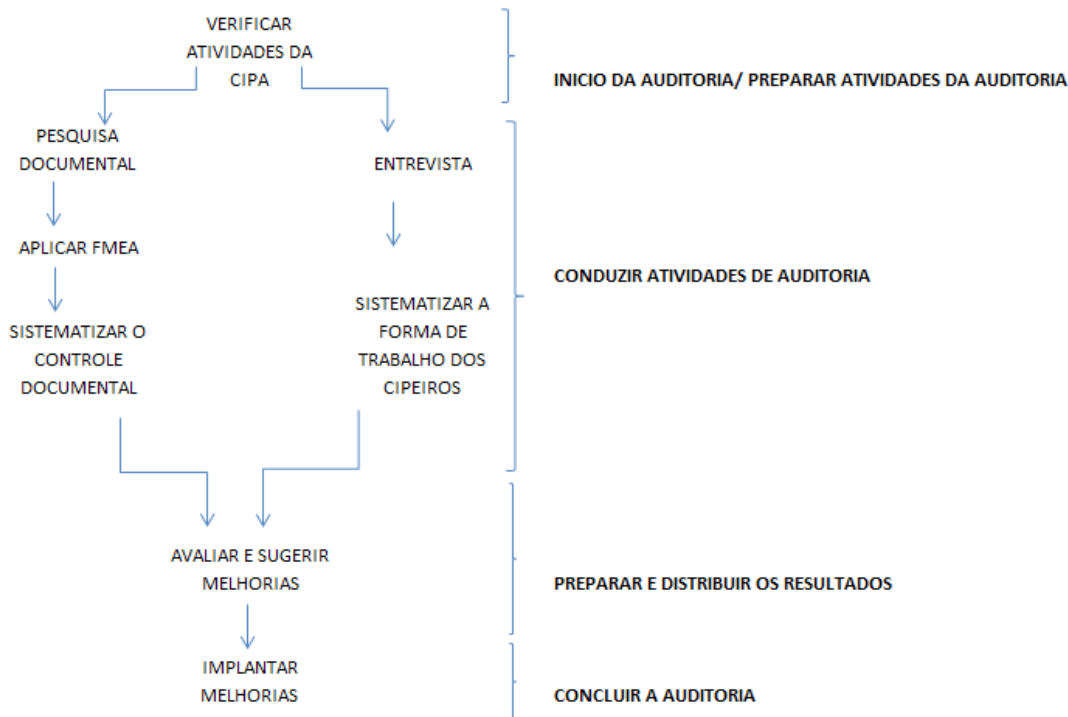 VERIFICAR
ATIVIDADES DA
CIPA
INICIO DA AUDITORIA/ PREPARAR ATIVIDADES DA AUDITORIA
PESQUISA
DOCUMENTAL
ENTREVISTA
APLICAR FMEA
CONDUZIR ATIVIDADES DE AUDITORIA
SISTEMATIZAR O
CONTROLE
DOCUMENTAL
SISTEMATIZAR A
FORMA DE
TRABALHO DOS
CIPEIROS
AVALIAR E SUGERIR
MELHORIAS
PREPARAR E DISTRIBUIR OS RESULTADOS
IMPLANTAR
MELHORIAS
CONCLUIR A AUDITORIA